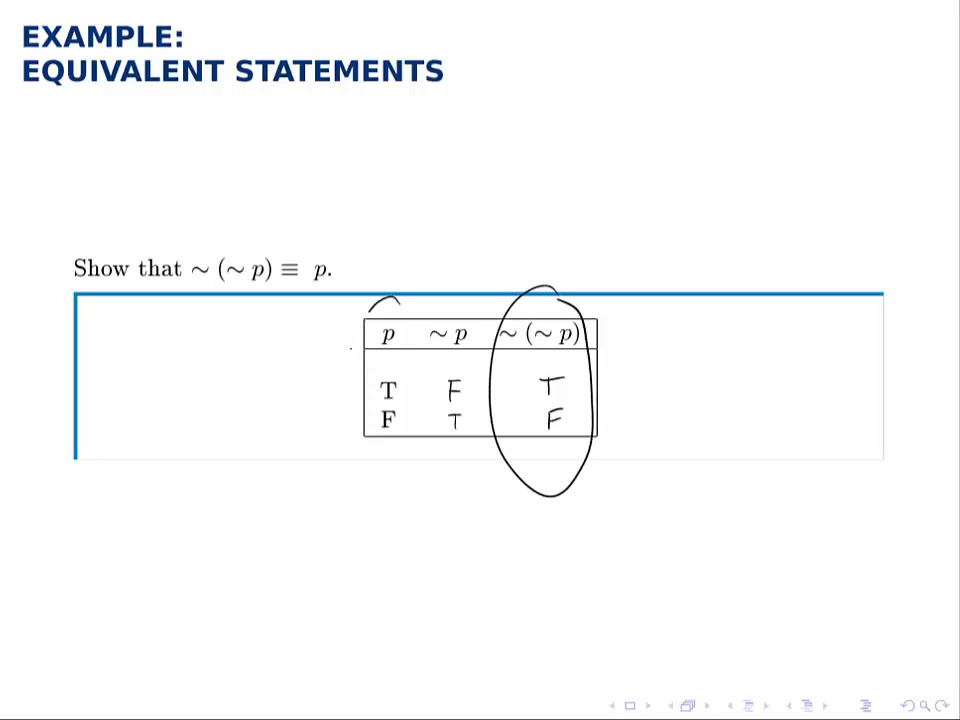 EXAMPLE:
EQUIVALENT STATEMENTS
Show that ∼ (∼ p) ≡ p.
p ∼ p ∼ (∼ p)
T F T
F T F